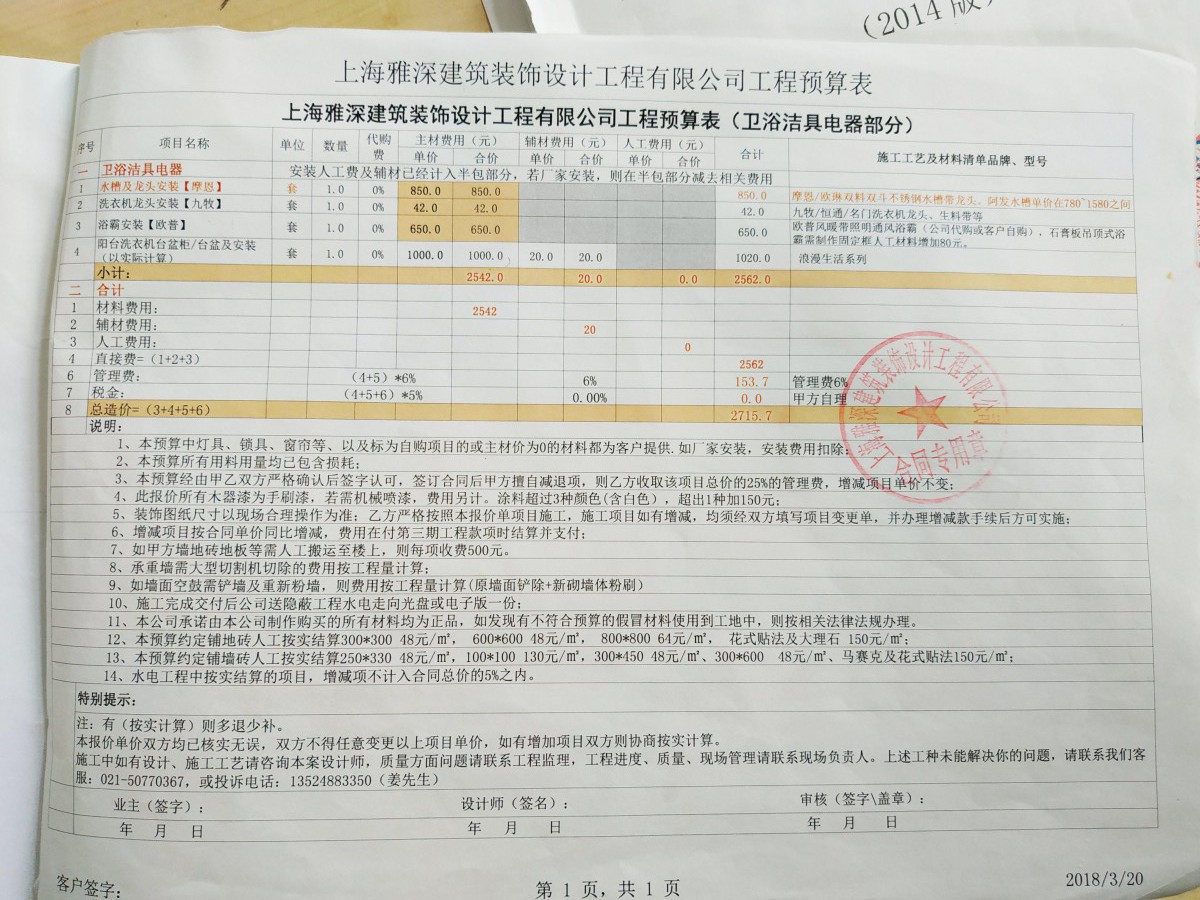 （2014版）
上海雅深建筑装饰设计工程有限公司工程预算表
上海雅深建筑装饰设计工程有限公司工程预算表（卫浴洁具电器部分）
序号 项目名称 单位 数量 代购费 主材费用（元） 辅材费用（元） 人工费用（元） 合计 施工工艺及材料清单品牌、型号
单价 合价 单价 合价 单价 合价
一 卫浴洁具电器 安装人工费及辅材已经计入半包部分，若厂家安装，则在半包部分减去相关费用
1 水槽及龙头安装【摩恩】 套 1.0 0% 850.0 850.0 850.0 摩恩/欧琳双料双斗不锈钢水槽带龙头。阿发水槽单价在780~1580之间
2 洗衣机龙头安装【九牧】 套 1.0 0% 42.0 42.0 42.0 九牧/恒通/名门洗衣机龙头。生料带等
3 浴霸安装【欧普】 套 1.0 0% 650.0 650.0 650.0 欧普风暖带照明通风浴霸（公司代购或客户自购），石膏板吊顶式浴
霸需制作固定框人工材料增加80元。
4 阳台洗衣机台盆柜/台盆及安装
（以实际计算） 套 1.0 0% 1000.0 1000.0 20.0 20.0 1020.0 浪漫生活系列
小计： 2542.0 20.0 0.0 2562.0
二 合计
1 材料费用： 2542
2 辅材费用： 20
3 人工费用： 0
4 直接费=（1+2+3） 2562
6 管理费： （4+5）*6% 6% 153.7 管理费6%
7 税金： （4+5+6）*5% 0.00% 0.0 甲方自理
8 总造价=（3+4+5+6） 2715.7
说明：
1、本预算中灯具、锁具、窗帘等、以及标为自购项目的或主材价为0的材料都为客户提供.如厂家安装，安装费用扣除；
2、本预算所有用料用量均已包含损耗；
3、本预算经由甲乙双方严格确认后签字认可，签订合同后甲方擅自减退项，则乙方收取该项目总价的25%的管理费，增减项目单价不变；
4、此报价所有木器漆为手刷漆，若需机械喷漆，费用另计。涂料超过3种颜色(含白色），超出1种加150元；
5、装饰图纸尺寸以现场合理操作为准；乙方严格按照本报价单项目施工，施工项目如有增减，均须经双方填写项目变更单，并办理增减款手续后方可实施；
6、增减项目按合同单价同比增减，费用在付第三期工程款项时结算并支付；
7、如甲方墙地砖地板等需人工搬运至楼上，则每项收费500元。
8、承重墙需大型切割机切除的费用按工程量计算；
9、如墙面空鼓需铲墙及重新粉墙，则费用按工程量计算(原墙面铲除+新砌墙体粉刷）
10、施工完成交付后公司送隐蔽工程水电走向光盘或电子版一份；
11、本公司承诺由本公司制作购买的所有材料均为正品，如发现有不符合预算的假冒材料使用到工地中，则按相关法律法规办理。
12、本预算约定铺地砖人工按实结算300*300 48元/㎡， 600*600 48元/㎡， 800*800 64元/㎡， 花式贴法及大理石 150元/㎡；
13、本预算约定铺墙砖人工按实结算250*330 48元/㎡，100*100 130元/㎡，300*450 48元/㎡、300*600 48元/㎡、马赛克及花式贴法150元/㎡；
14、水电工程中按实结算的项目，增减项不计入合同总价的5%之内。
特别提示：
注：有（按实计算）则多退少补。
本报价单价双方均已核实无误，双方不得任意变更以上项目单价，如有增加项目双方则协商按实计算。
施工中如有设计、施工工艺请咨询本案设计师，质量方面问题请联系工程监理，工程进度、质量、现场管理请联系现场负责人。上述工种未能解决你的问题，请联系我们客
服：021-50770367，或投诉电话：13524883350（姜先生）
业主（签字）： 设计师（签名）： 审核（签字\盖章）：
年 月 日 年 月 日 年 月 日
上海雅深建筑装饰设计工程有限公司
合同专用章
客户签字： 第 1 页，共 1 页 2018/3/20